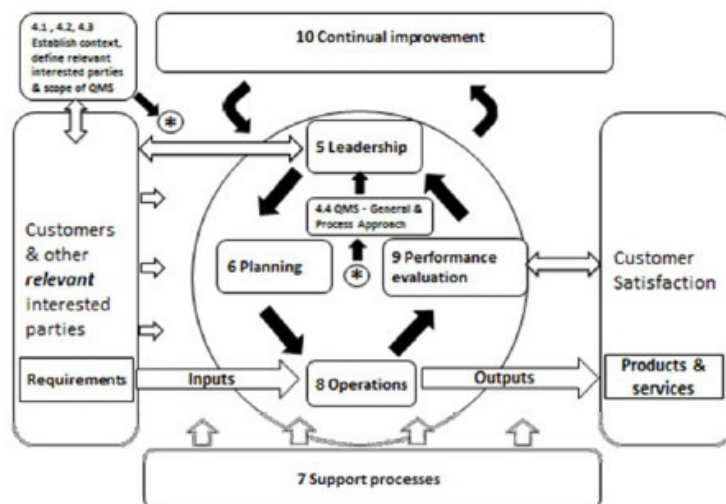 4.1 , 4.2, 4.3
Establish context,
define relevant
interested parties
& scope of QMS
10 Continual improvement
*
5 Leadership
4.4 QMS - General &
Process Approach
Customers
& other
relevant
interested
parties
6 Planning
*
9 Performance
evaluation
Customer
Satisfaction
Requirements
Inputs
8 Operations
Outputs
Products &
services
7 Support processes